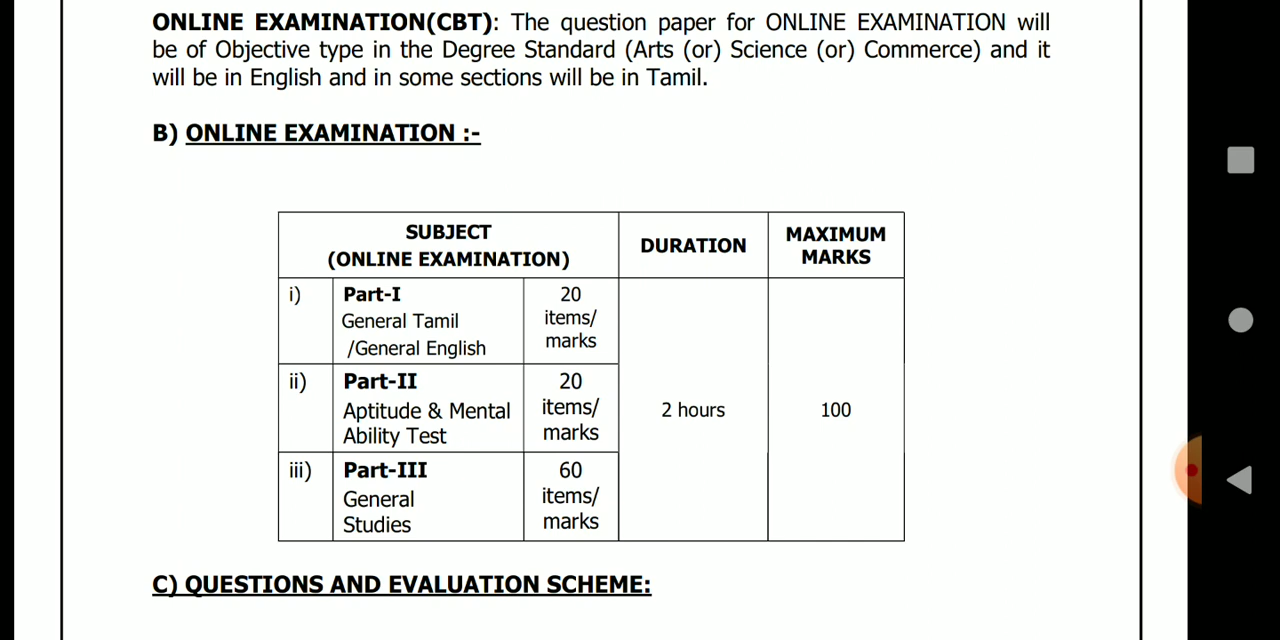 ONLINE EXAMINATION(CBT): The question paper for ONLINE EXAMINATION will
be of Objective type in the Degree Standard (Arts (or) Science (or) Commerce) and it
will be in English and in some sections will be in Tamil.
B) ONLINE EXAMINATION :-
SUBJECT
(ONLINE EXAMINATION)
DURATION
MAXIMUM
MARKS
i)
Part-I
General Tamil
/General English
20
items/
marks
ii)
Part-II
Aptitude & Mental
Ability Test
20
items/
marks
iii)
Part-III
General
Studies
60
items/
marks
2 hours
100
C) QUESTIONS AND EVALUATION SCHEME: